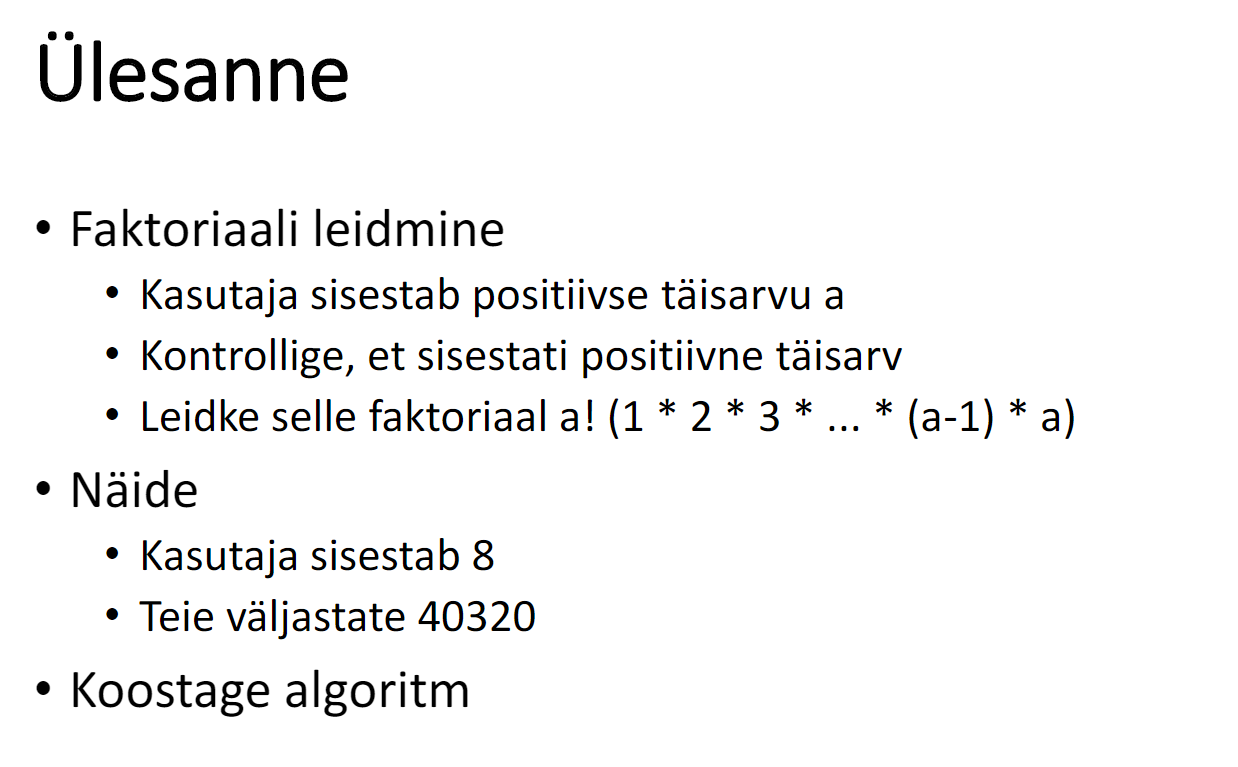 Ülesanne
• Faktoriaali leidmine
• Kasutaja sisestab positiivse täisarvu a
• Kontrollige, et sisestati positiivne täisarv
• Leidke selle faktoriaal a! (1 * 2 * 3 * ... * (a-1) * a)
• Näide
• Kasutaja sisestab 8
• Teie väljastate 40320
• Koostage algoritm